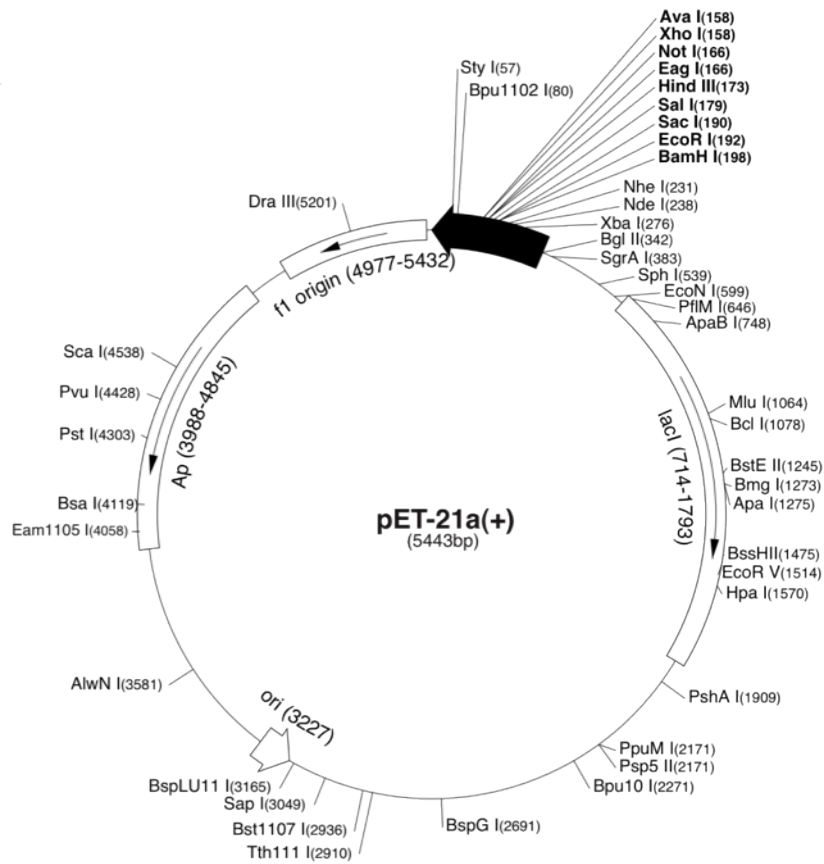 Ava I(158)
Xho I(158)
Not I(166)
Eag I(166)
Hind III(173)
Sal I(179)
Sac I(190)
EcoR I(192)
BamH I(198)
Sty I(57)
Bpu1102 I(80)
Nhe I(231)
Nde I(238)
Xba I(276)
Bgl II(342)
SgrA I(383)
Sph I(539)
EcoN I(599)
PflM I(646)
ApaB I(748)
Dra III(5201)
f1 origin (4977-5432)
Sca I(4538)
Pvu I(4428)
Pst I(4303)
Bsa I(4119)
Eam1105 I(4058)
Ap (3988-4845)
Mlu I(1064)
Bcl I(1078)
BstE II(1245)
Bmg I(1273)
Apa I(1275)
lacI (714-1793)
BssHII(1475)
EcoR V(1514)
Hpa I(1570)
pET-21a(+)
(5443bp)
AlwN I(3581)
ori (3227)
PshA I(1909)
PpuM I(2171)
Psp5 II(2171)
Bpu10 I(2271)
BspLU11 I(3165)
Sap I(3049)
Bst1107 I(2936)
Tth111 I(2910)
BspG I(2691)